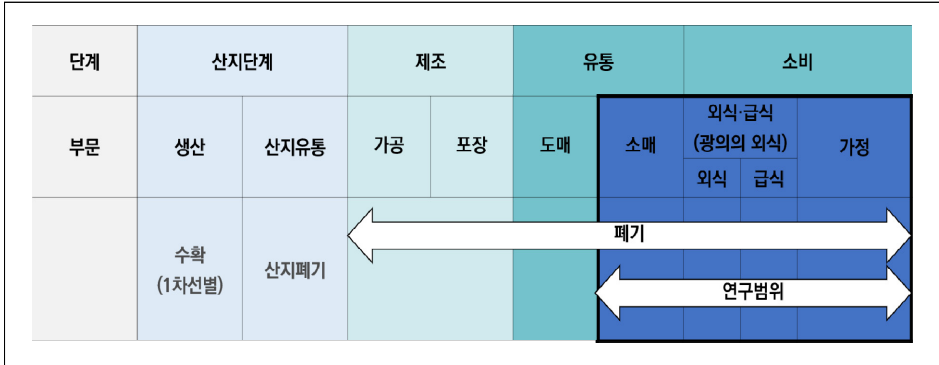 단계 산지단계 제조 유통 소비
부문 생산 산지유통 가공 포장 도매 소매 외식·급식
(광의의 외식) 가정
외식 급식
수확
(1차선별) 산지폐기
폐기
연구범위